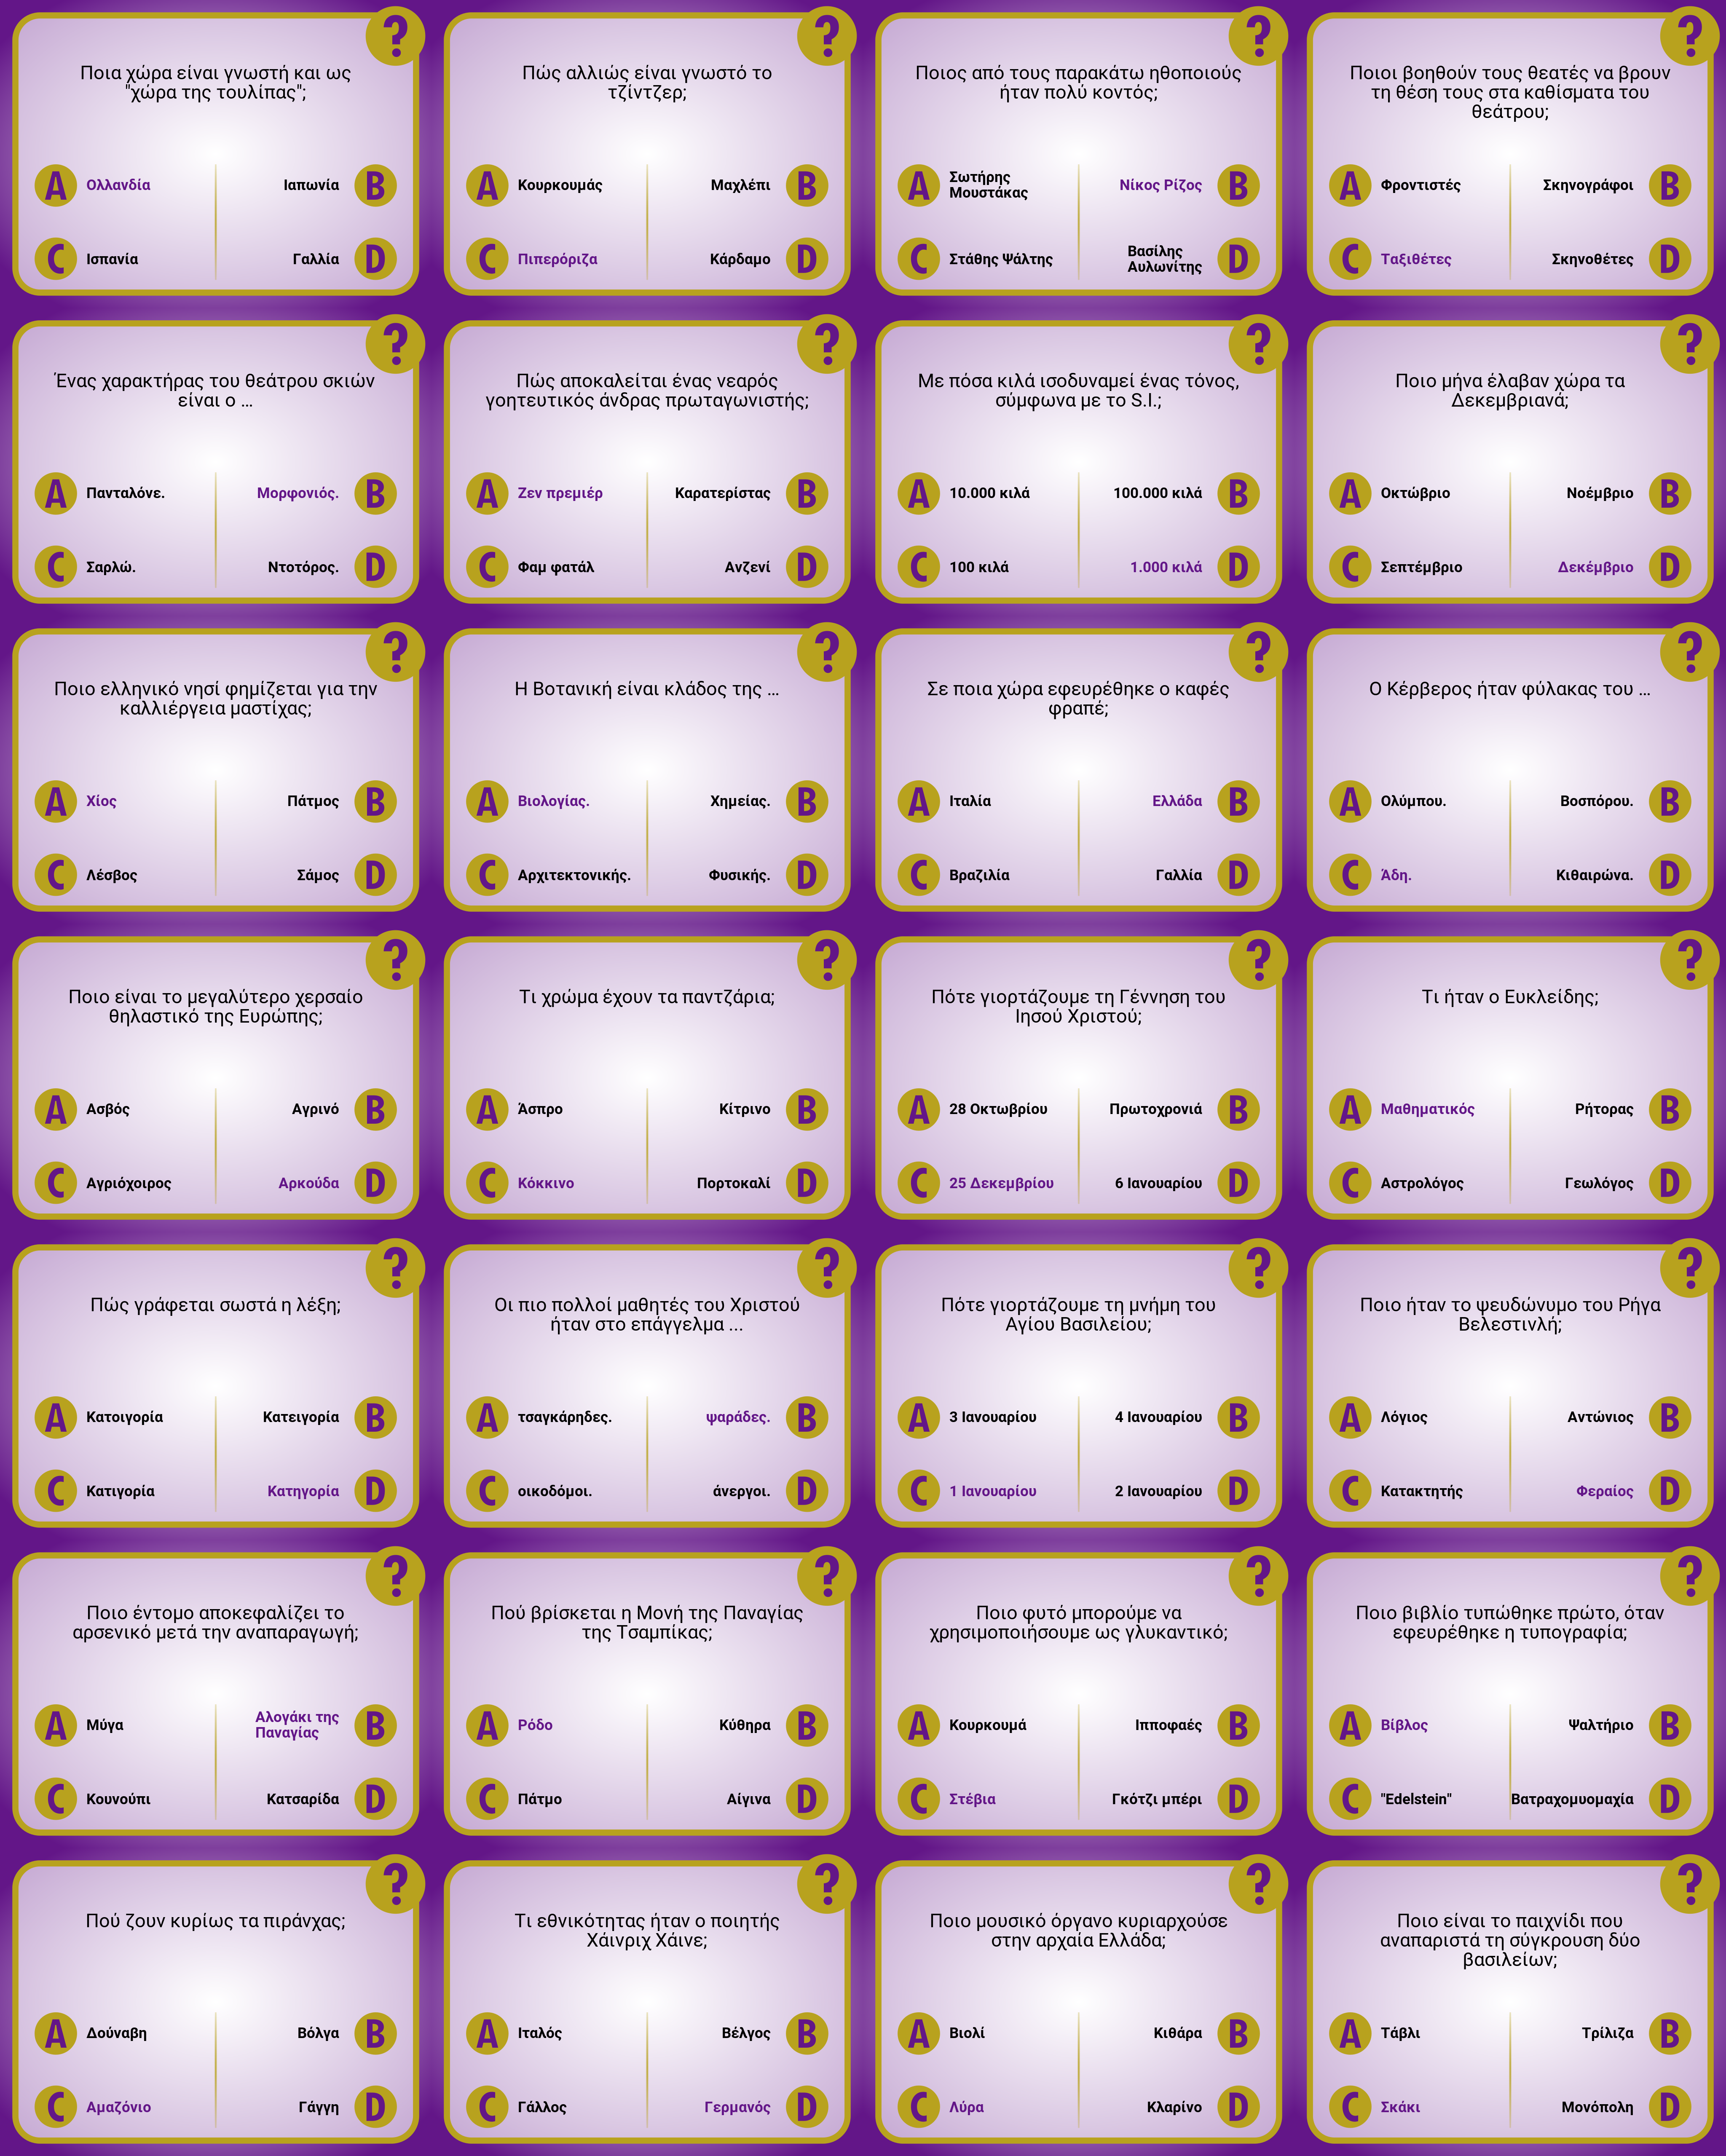 ?
Ποια χώρα είναι γνωστή και ως
"χώρα της τουλίπας";
A Ολλανδία
Ιαπωνία B
C Ισπανία
Γαλλία D
?
Πώς αλλιώς είναι γνωστό το
τζίντζερ;
A Κουρκουμάς
Μαχλέπι B
C Πιπερόριζα
Κάρδαμο D
?
Ποιος από τους παρακάτω ηθοποιούς
ήταν πολύ κοντός;
A Σωτήρης
Μουστάκας
Νίκος Ρίζος B
C Στάθης Ψάλτης
Βασίλης
Αυλωνίτης D
?
Ποιοι βοηθούν τους θεατές να βρουν
τη θέση τους στα καθίσματα του
θεάτρου;
A Φροντιστές
Σκηνογράφοι B
C Ταξιθέτες
Σκηνοθέτες D
?
Ένας χαρακτήρας του θεάτρου σκιών
είναι ο ...
A Πανταλόνε.
Μορφονιός. B
C Σαρλώ.
Ντοτόρος. D
?
Πώς αποκαλείται ένας νεαρός
γοητευτικός άνδρας πρωταγωνιστής;
A Ζεν πρεμιέρ
Καρατερίστας B
C Φαμ φατάλ
Ανζενί D
?
Με πόσα κιλά ισοδυναμεί ένας τόνος,
σύμφωνα με το S.I.;
A 10.000 κιλά
100.000 κιλά B
C 100 κιλά
1.000 κιλά D
?
Ποιο μήνα έλαβαν χώρα τα
Δεκεμβριανά;
A Οκτώβριο
Νοέμβριο B
C Σεπτέμβριο
Δεκέμβριο D
?
Ποιο ελληνικό νησί φημίζεται για την
καλλιέργεια μαστίχας;
A Χίος
Πάτμος B
C Λέσβος
Σάμος D
?
Η Βοτανική είναι κλάδος της ...
A Βιολογίας.
Χημείας. B
C Αρχιτεκτονικής.
Φυσικής. D
?
Σε ποια χώρα εφευρέθηκε ο καφές
φραπέ;
A Ιταλία
Ελλάδα B
C Βραζιλία
Γαλλία D
?
Ο Κέρβερος ήταν φύλακας του ...
A Ολύμπου.
Βοσπόρου. B
C Άδη.
Κιθαιρώνα. D
?
Ποιο είναι το μεγαλύτερο χερσαίο
θηλαστικό της Ευρώπης;
A Ασβός
Αγρινό B
C Αγριόχοιρος
Αρκούδα D
?
Τι χρώμα έχουν τα παντζάρια;
A Άσπρο
Κίτρινο B
C Κόκκινο
Πορτοκαλί D
?
Πότε γιορτάζουμε τη Γέννηση του
Ιησού Χριστού;
A 28 Οκτωβρίου
Πρωτοχρονιά B
C 25 Δεκεμβρίου
6 Ιανουαρίου D
?
Τι ήταν ο Ευκλείδης;
A Μαθηματικός
Ρήτορας B
C Αστρολόγος
Γεωλόγος D
?
Πώς γράφεται σωστά η λέξη;
A Κατοιγορία
Κατειγορία B
C Κατιγορία
Κατηγορία D
?
Οι πιο πολλοί μαθητές του Χριστού
ήταν στο επάγγελμα ...
A τσαγκάρηδες.
ψαράδες. B
C οικοδόμοι.
άνεργοι. D
?
Πότε γιορτάζουμε τη μνήμη του
Αγίου Βασιλείου;
A 3 Ιανουαρίου
4 Ιανουαρίου B
C 1 Ιανουαρίου
2 Ιανουαρίου D
?
Ποιο ήταν το ψευδώνυμο του Ρήγα
Βελεστινλή;
A Λόγιος
Αντώνιος B
C Κατακτητής
Φεραίος D
?
Ποιο έντομο αποκεφαλίζει το
αρσενικό μετά την αναπαραγωγή;
A Μύγα
Αλογάκι της
Παναγίας B
C Κουνούπι
Κατσαρίδα D
?
Πού βρίσκεται η Μονή της Παναγίας
της Τσαμπίκας;
A Ρόδο
Κύθηρα B
C Πάτμο
Αίγινα D
?
Ποιο φυτό μπορούμε να
χρησιμοποιήσουμε ως γλυκαντικό;
A Κουρκουμά
Ιπποφαές B
C Στέβια
Γκότζι μπέρι D
?
Ποιο βιβλίο τυπώθηκε πρώτο, όταν
εφευρέθηκε η τυπογραφία;
A Βίβλος
Ψαλτήριο B
C "Edelstein"
Βατραχομυομαχία D
?
Πού ζουν κυρίως τα πιράνχας;
A Δούναβη
Βόλγα B
C Αμαζόνιο
Γάγγη D
?
Τι εθνικότητας ήταν ο ποιητής
Χάινριχ Χάινε;
A Ιταλός
Βέλγος B
C Γάλλος
Γερμανός D
?
Ποιο μουσικό όργανο κυριαρχούσε
στην αρχαία Ελλάδα;
A Βιολί
Κιθάρα B
C Λύρα
Κλαρίνο D
?
Ποιο είναι το παιχνίδι που
αναπαριστά τη σύγκρουση δύο
βασιλείων;
A Τάβλι
Τρίλιζα B
C Σκάκι
Μονόπολη D